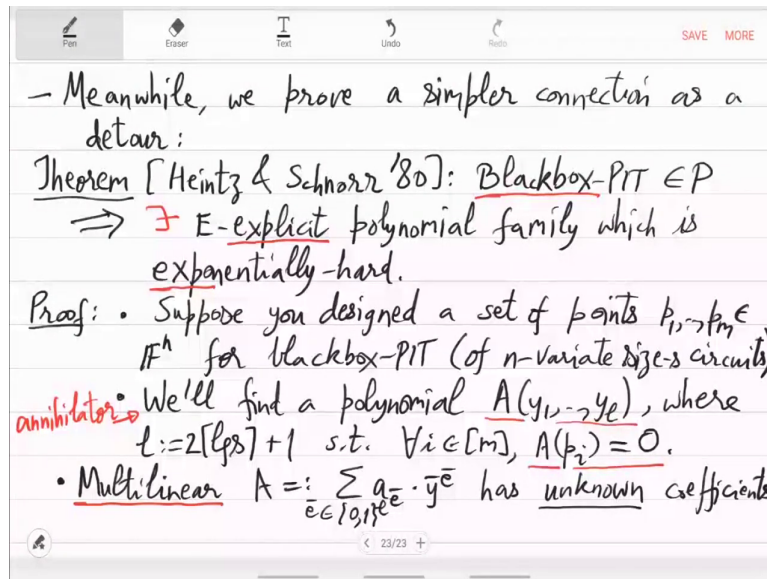 Pen Eraser Text Undo Redo SAVE MORE
— Meanwhile, we prove a simpler connection as a
detour:
Theorem [Heintz & Schnorr '80]: Blackbox-PIT ∈ P
⟹ ∃ E-explicit polynomial family which is
exponentially-hard.
Proof: • Suppose you designed a set of points p₁,..,pₘ ∈
𝔽ⁿ for blackbox-PIT (of n-variate size-s circuits)
annihilator→ • We'll find a polynomial A(y₁,..,yₗ), where
l:=2⌈lg s⌉+1 s.t. ∀i∈[m], A(pᵢ)=0.
• Multilinear A =: ∑_{ē∈{0,1}^l} a_ē · ȳ^ē has unknown coefficients
< 23/23 +